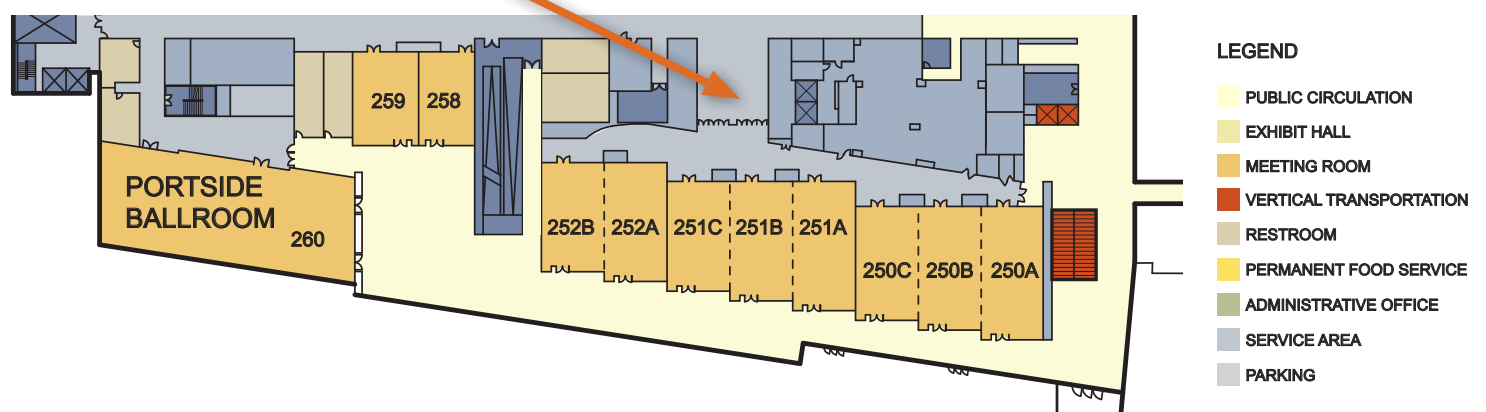 LEGEND
PUBLIC CIRCULATION
EXHIBIT HALL
MEETING ROOM
VERTICAL TRANSPORTATION
RESTROOM
PERMANENT FOOD SERVICE
ADMINISTRATIVE OFFICE
SERVICE AREA
PARKING
259
258
PORTSIDE
BALLROOM
260
252B
252A
251C
251B
251A
250C
250B
250A